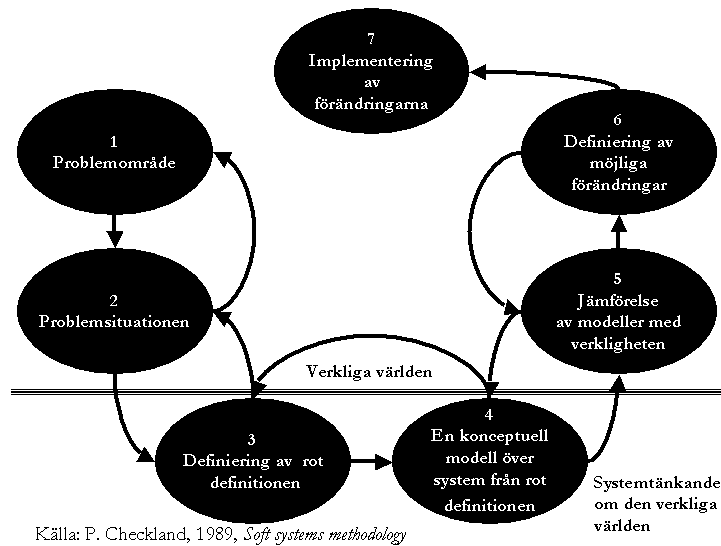 1
Problemområde
2
Problemsituationen
3
Definiering av rot
definitionen
4
En konceptuell
modell över
system från rot
definitionen
5
Jämförelse
av modeller med
verkligheten
6
Definiering av
möjliga
förändringar
7
Implementering
av
förändringarna
Verkliga världen
Systemtänkande
om den verkliga
världen
Källa: P. Checkland, 1989, Soft systems methodology